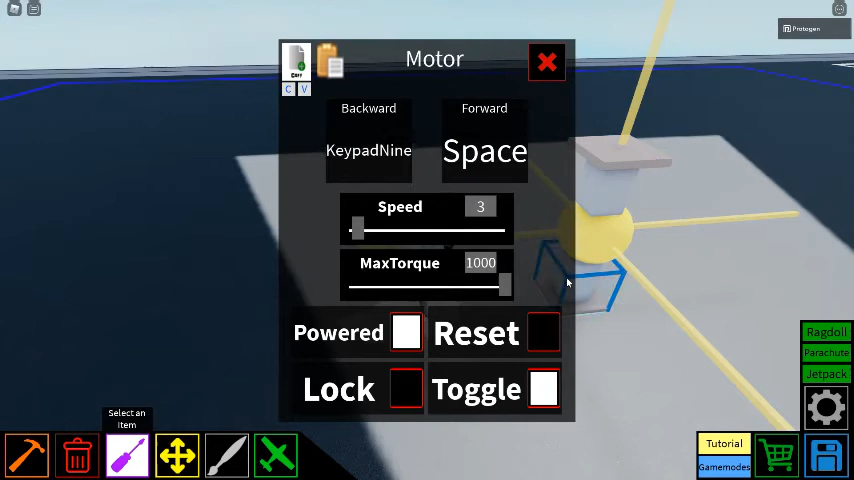 Protogen
Copy
Motor
C V
Backward
Forward
KeypadNine
Space
Speed 3
MaxTorque 1000
Powered
Reset
Lock
Toggle
Ragdoll
Parachute
Jetpack
Select an
Item
Tutorial
Gamemodes